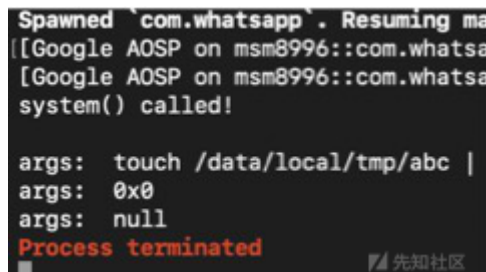 Spawned `com.whatsapp`. Resuming ma
[[Google AOSP on msm8996::com.whatsa
[Google AOSP on msm8996::com.whatsa
system() called!
args: touch /data/local/tmp/abc |
args: 0x0
args: null
Process terminated
先知社区